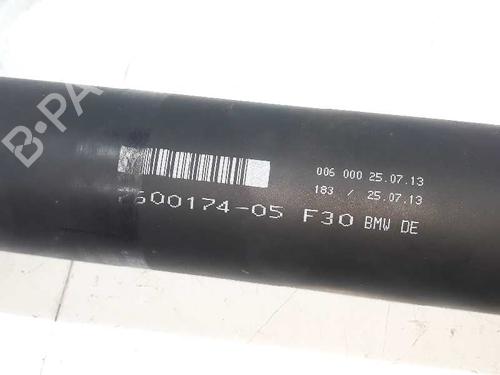 B-PA
006 000 25.07.13
183 / 25.07.13
7600174-05 F30 BMW DE